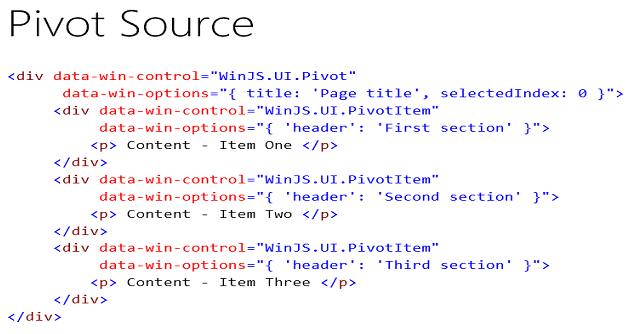 Pivot Source
<div data-win-control="WinJS.UI.Pivot"
data-win-options="{ title: 'Page title', selectedIndex: 0 }">
<div data-win-control="WinJS.UI.PivotItem"
data-win-options="{ 'header': 'First section' }">
<p> Content - Item One </p>
</div>
<div data-win-control="WinJS.UI.PivotItem"
data-win-options="{ 'header': 'Second section' }">
<p> Content - Item Two </p>
</div>
<div data-win-control="WinJS.UI.PivotItem"
data-win-options="{ 'header': 'Third section' }">
<p> Content - Item Three </p>
</div>
</div>